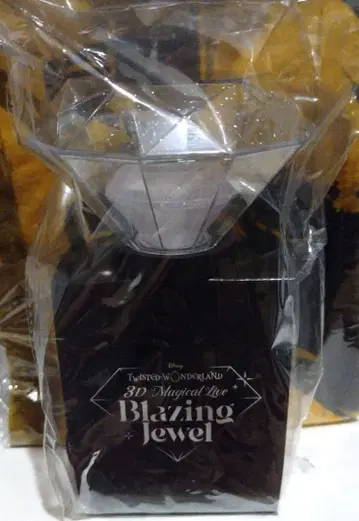 Disney
TWISTED-WONDERLAND
3D Magical Live
Blazing
Jewel